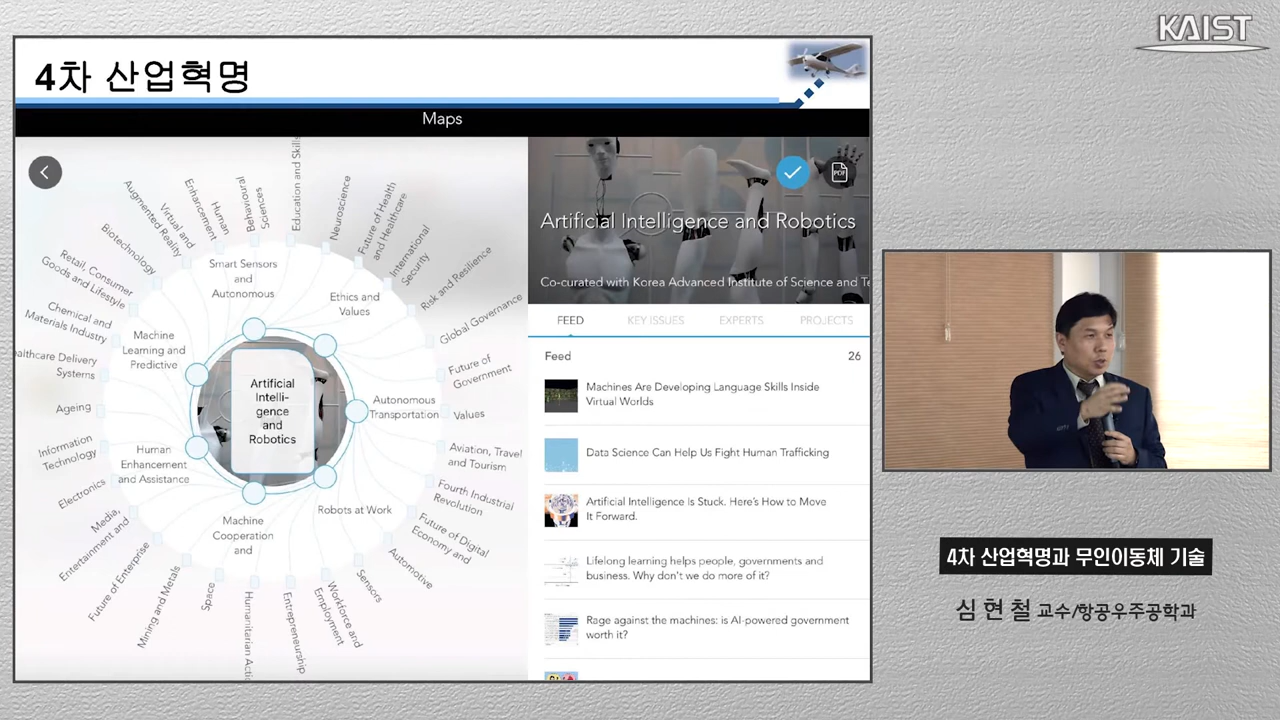 KAIST
4차 산업혁명
Maps
Education and Skills
Behavioural
Sciences
Human
Enhancement
Virtual and
Augmented Reality
Biotechnology
Retail, Consumer
Goods and Lifestyle
Chemical and
Materials Industry
althcare Delivery
Systems
Ageing
Information
Technology
Electronics
Media,
Entertainment and
Future of Enterprise
Mining and Metals
Space
Humanitarian Acti
Entrepreneurship
Workforce and
Employment
Sensors
Automotive
Future of Digital
Economy and
Fourth Industrial
Revolution
Aviation, Travel
and Tourism
Values
Future of
Government
Global Governance
Risk and Resilience
International
Security
Future of Health
and Healthcare
Neuroscience
Smart Sensors
and
Autonomous
Ethics and
Values
Machine
Learning and
Predictive
Artificial
Intelli-
gence
and
Robotics
Autonomous
Transportation
Human
Enhancement
and Assistance
Robots at Work
Machine
Cooperation
and
PDF
Artificial Intelligence and Robotics
Co-curated with Korea Advanced Institute of Science and Te
FEED KEY ISSUES EXPERTS PROJECTS
Feed 26
Machines Are Developing Language Skills Inside
Virtual Worlds
Data Science Can Help Us Fight Human Trafficking
Artificial Intelligence Is Stuck. Here's How to Move
It Forward.
Lifelong learning helps people, governments and
business. Why don't we do more of it?
Rage against the machines: is AI-powered government
worth it?
4차 산업혁명과 무인이동체 기술
심 현 철 교수/항공우주공학과